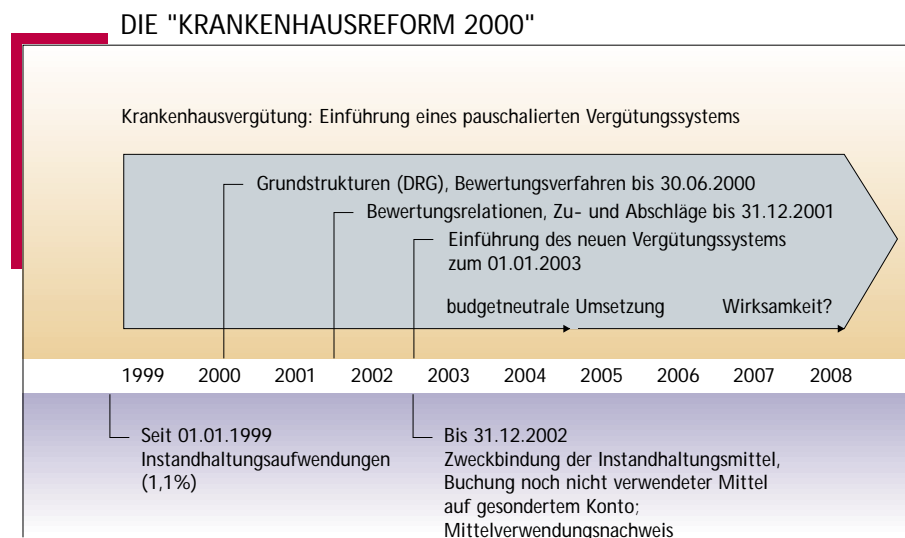 DIE "KRANKENHAUSREFORM 2000"
Krankenhausvergütung: Einführung eines pauschalierten Vergütungssystems
Grundstrukturen (DRG), Bewertungsverfahren bis 30.06.2000
Bewertungsrelationen, Zu- und Abschläge bis 31.12.2001
Einführung des neuen Vergütungssystems
zum 01.01.2003
budgetneutrale Umsetzung Wirksamkeit?
1999 2000 2001 2002 2003 2004 2005 2006 2007 2008
Seit 01.01.1999
Instandhaltungsaufwendungen
(1,1%)
Bis 31.12.2002
Zweckbindung der Instandhaltungsmittel,
Buchung noch nicht verwendeter Mittel
auf gesondertem Konto;
Mittelverwendungsnachweis